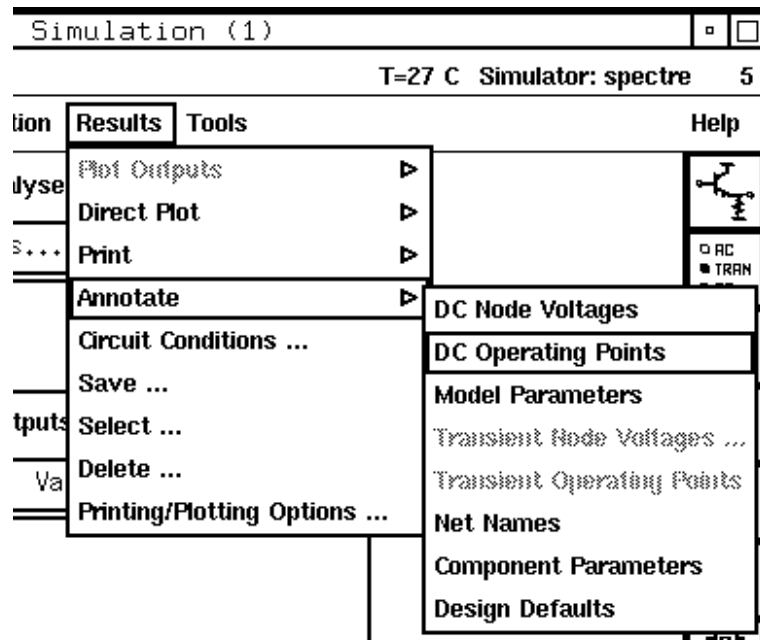 Simulation (1)
T=27 C Simulator: spectre 5
tion Results Tools Help
Plot Outputs
alyse
Direct Plot
s...
Print
AC
TRAN
Annotate
DC Node Voltages
Circuit Conditions ...
DC Operating Points
Save ...
Model Parameters
tputs
Select ...
Transient Node Voltages ...
Delete ...
Va
Transient Operating Points
Printing/Plotting Options ...
Net Names
Component Parameters
Design Defaults